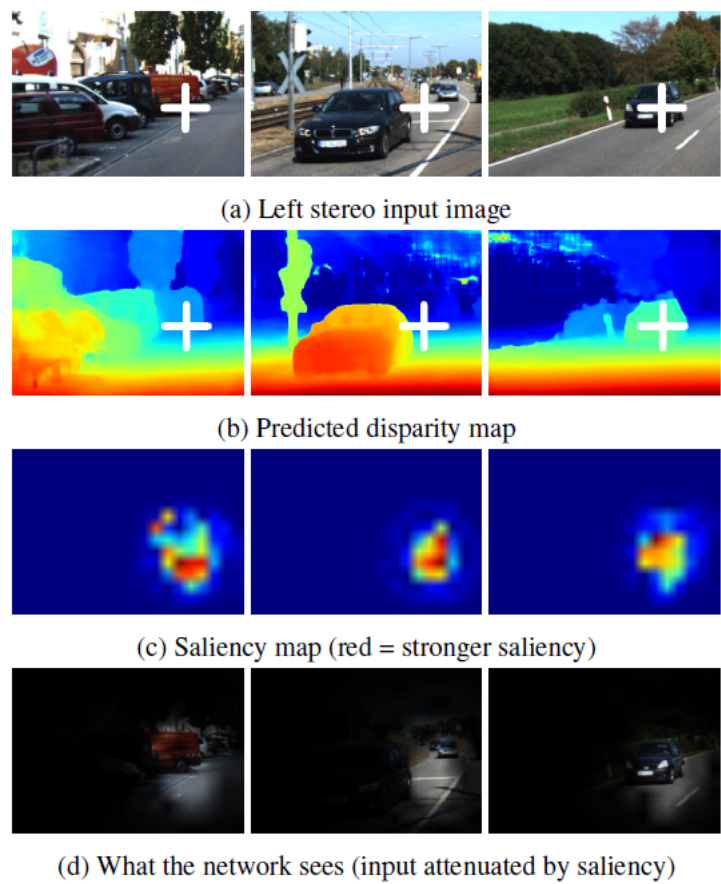 (a) Left stereo input image
(b) Predicted disparity map
(c) Saliency map (red = stronger saliency)
(d) What the network sees (input attenuated by saliency)